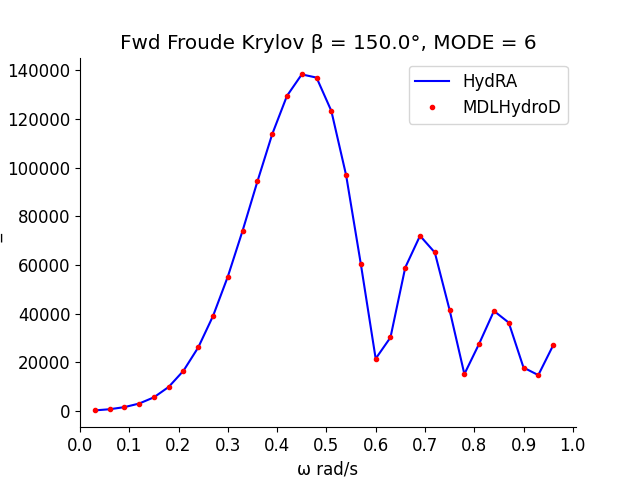 Fwd Froude Krylov β = 150.0°, MODE = 6
HydRA
MDLHydroD
140000
120000
100000
80000
60000
40000
20000
0
0.0 0.1 0.2 0.3 0.4 0.5 0.6 0.7 0.8 0.9 1.0
ω rad/s